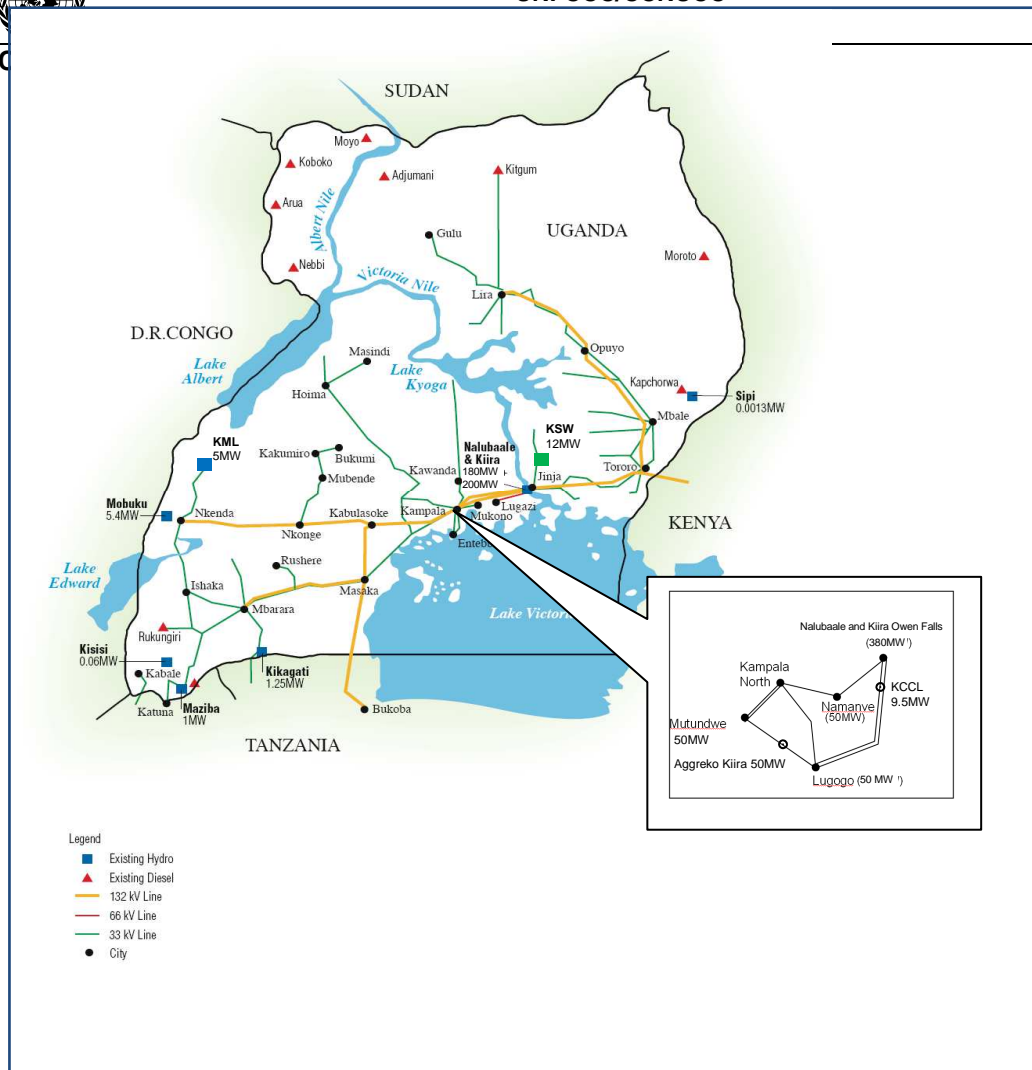 SUDAN
Moyo
Koboko
Adjumani
Kitgum
Arua
Albert Nile
UGANDA
Gulu
Moroto
Nebbi
Victoria Nile
Lira
D.R.CONGO
Opuyo
Masindi
Lake
Albert
Lake
Kyoga
Kapchorwa
Hoima
Sipi
0.0013MW
Mbale
KML
5MW
KSW
12MW
Kakumiro
Bukumi
Nalubaale
& Kiira
180MW
200MW
Kawanda
Tororo
Mubende
Jinja
Mobuku
5.4MW
Nkenda
Kabulasoke
Kampala
Lugazi
Mukono
Nkonge
KENYA
Rushere
Lake
Edward
Ishaka
Masaka
Mbarara
Lake
Rukungiri
Kisisi
0.06MW
Kabale
Kikagati
1.25MW
Katuna
Maziba
1MW
Bukoba
TANZANIA
Nalubaale and Kiira Owen Falls
(380MW
Kampala
North
KCCL
9.5MW
Namanve
(50MW)
Mutundwe
50MW
Aggreko Kiira 50MW
Lugogo (50 MW
Legend
Existing Hydro
Existing Diesel
132 kV Line
66 kV Line
33 kV Line
City